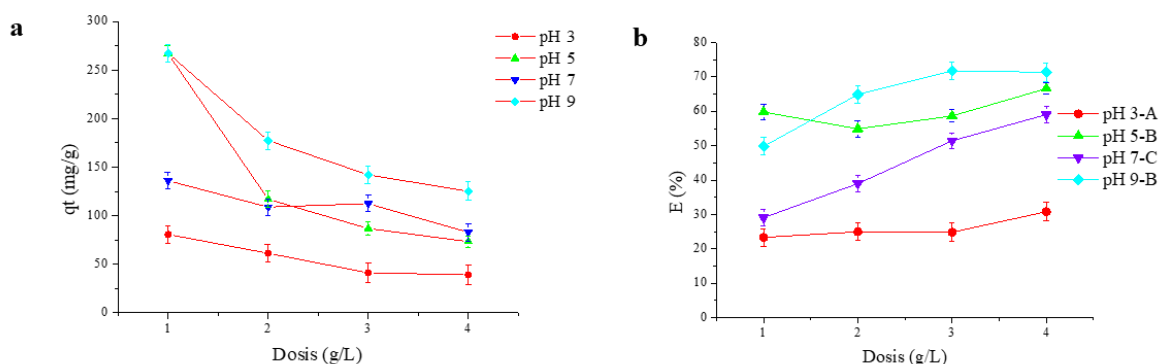 a
300
250
200
150
100
50
0
qt (mg/g)
1 2 3 4
Dosis (g/L)
pH 3
pH 5
pH 7
pH 9
b
80
70
60
50
40
30
20
10
0
E (%)
1 2 3 4
Dosis (g/L)
pH 3-A
pH 5-B
pH 7-C
pH 9-B